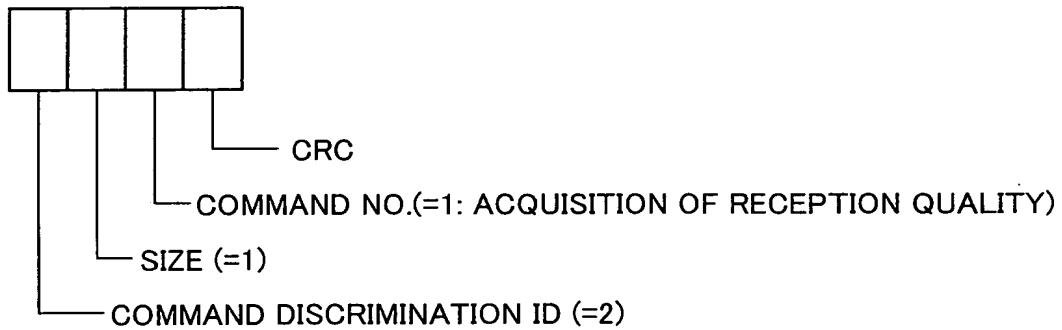 CRC
COMMAND NO.(=1: ACQUISITION OF RECEPTION QUALITY)
SIZE (=1)
COMMAND DISCRIMINATION ID (=2)